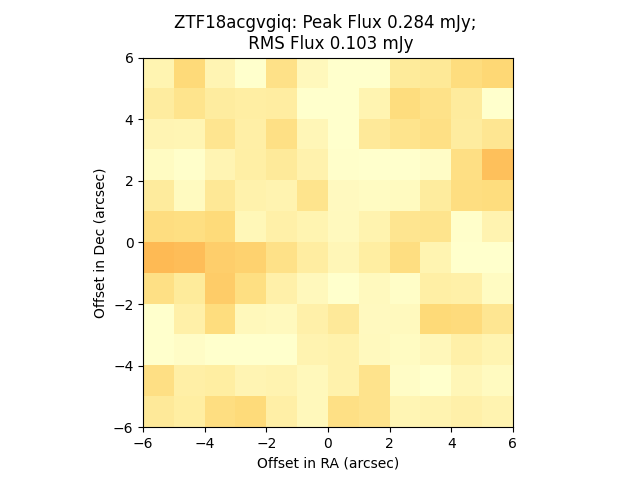 ZTF18acgvgiq: Peak Flux 0.284 mJy;
RMS Flux 0.103 mJy
6
4
2
0
−2
−4
−6
Offset in Dec (arcsec)
−6 −4 −2 0 2 4 6
Offset in RA (arcsec)